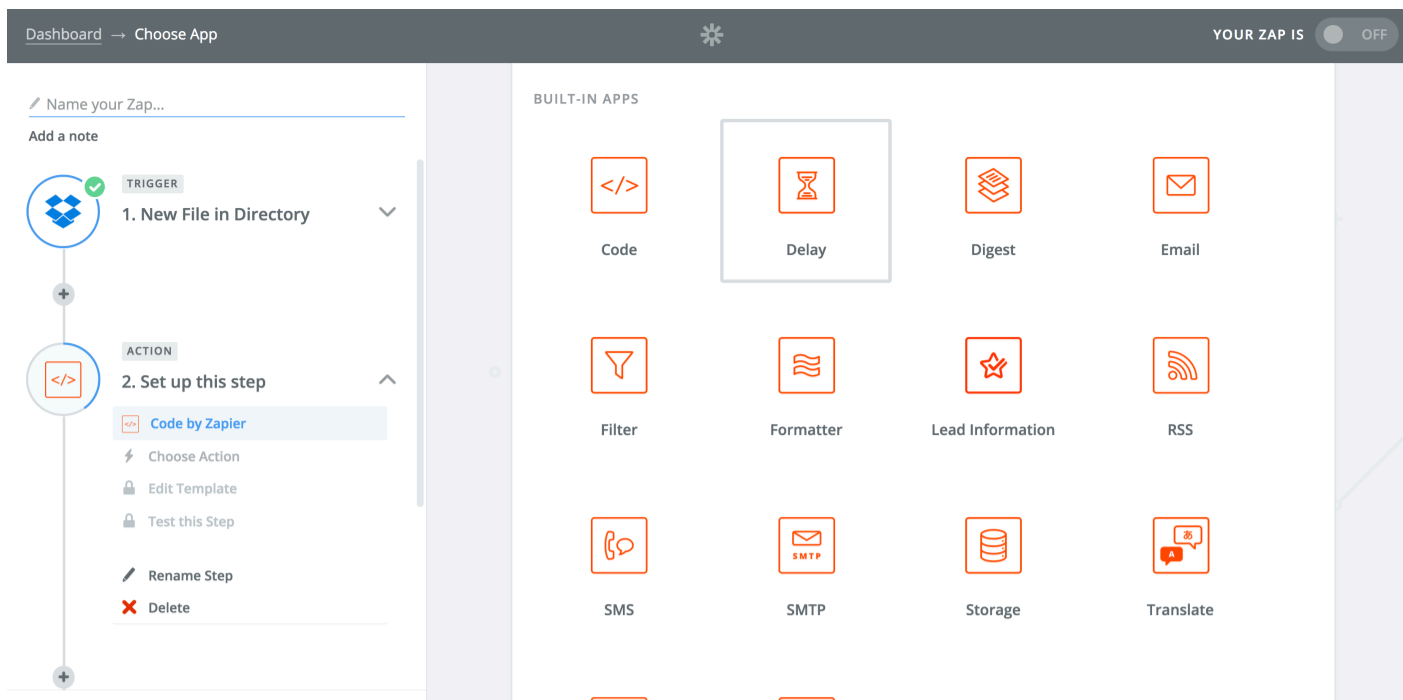 Dashboard → Choose App
YOUR ZAP IS OFF
Name your Zap...
Add a note
TRIGGER
1. New File in Directory
ACTION
2. Set up this step
</>
</> Code by Zapier
Choose Action
Edit Template
Test this Step
Rename Step
Delete
BUILT-IN APPS
</>
Code
Delay
Digest
Email
Filter
Formatter
Lead Information
RSS
SMTP
あ
A
SMS
SMTP
Storage
Translate